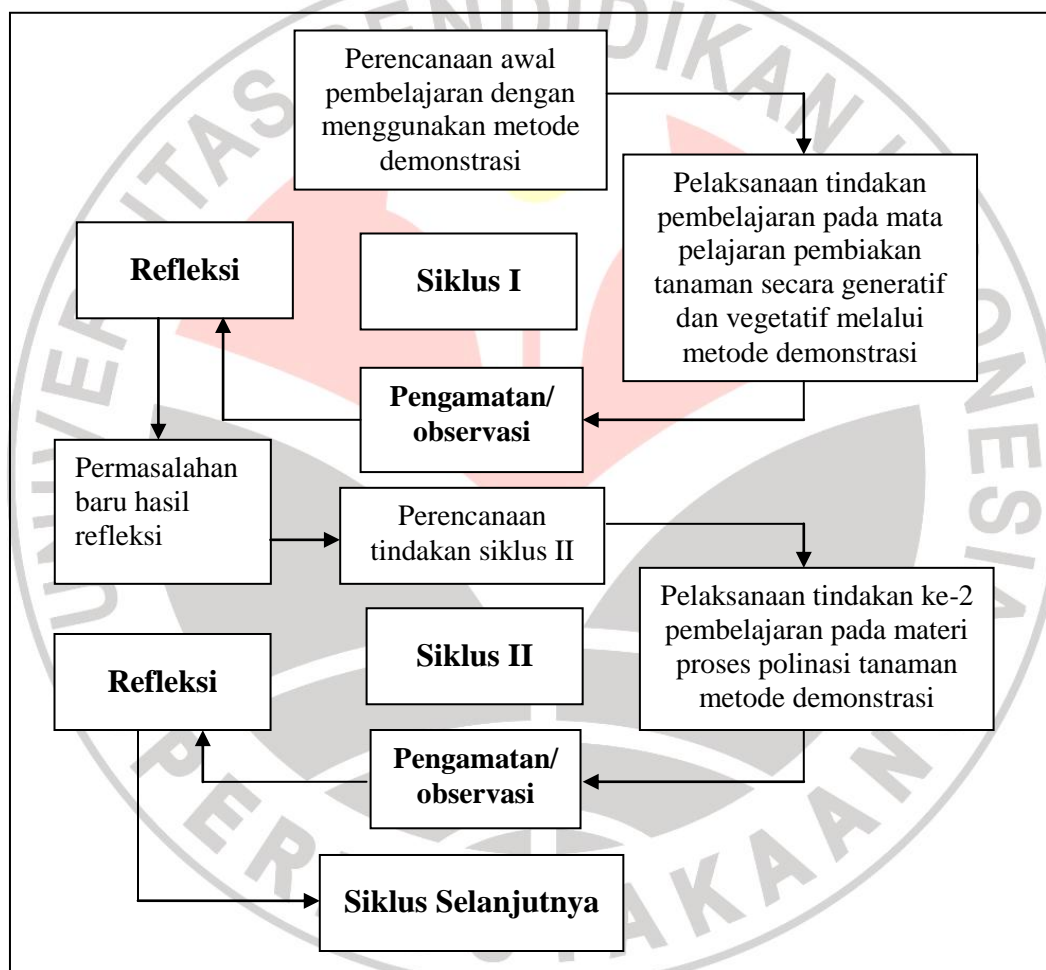 Perencanaan awal
pembelajaran dengan
menggunakan metode
demonstrasi
Pelaksanaan tindakan
pembelajaran pada mata
pelajaran pembiakan
tanaman secara generatif
dan vegetatif melalui
metode demonstrasi
Refleksi
Siklus I
Pengamatan/
observasi
Permasalahan
baru hasil
refleksi
Perencanaan
tindakan siklus II
Pelaksanaan tindakan ke-2
pembelajaran pada materi
proses polinasi tanaman
metode demonstrasi
Siklus II
Refleksi
Pengamatan/
observasi
Siklus Selanjutnya